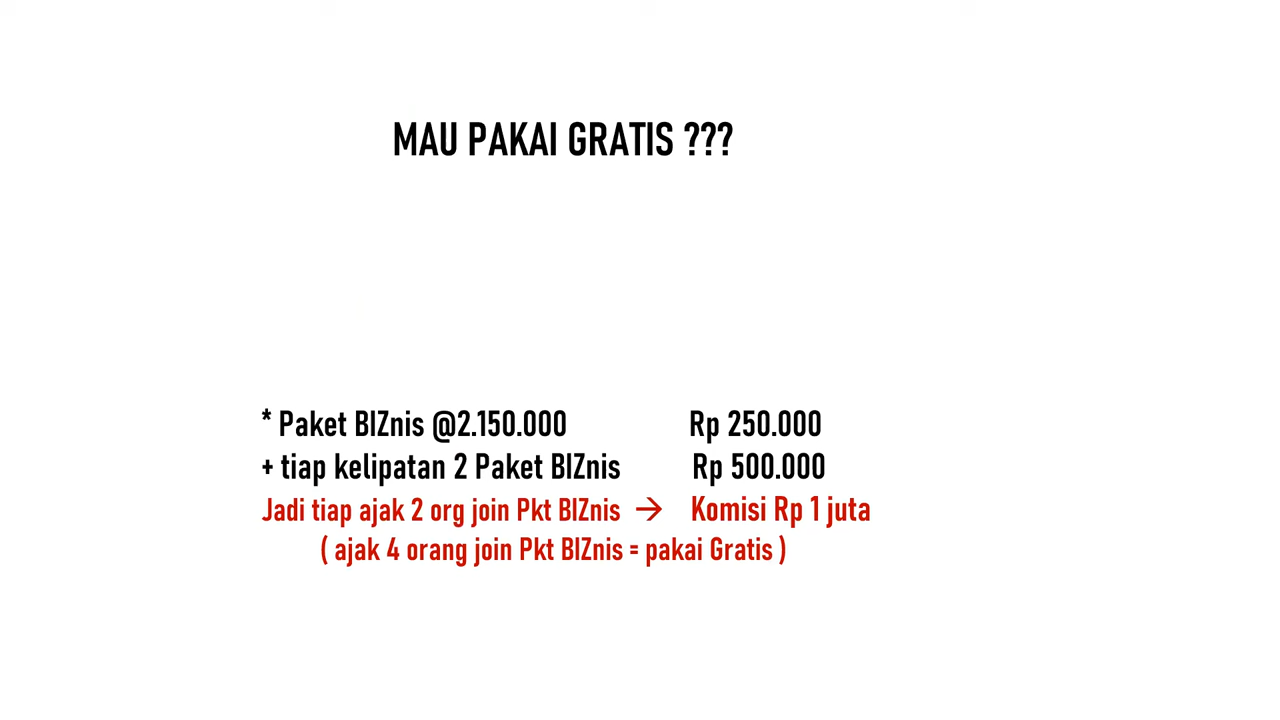 MAU PAKAI GRATIS ???
* Paket BIZnis @2.150.000 Rp 250.000
+ tiap kelipatan 2 Paket BIZnis Rp 500.000
Jadi tiap ajak 2 org join Pkt BIZnis → Komisi Rp 1 juta
( ajak 4 orang join Pkt BIZnis = pakai Gratis )